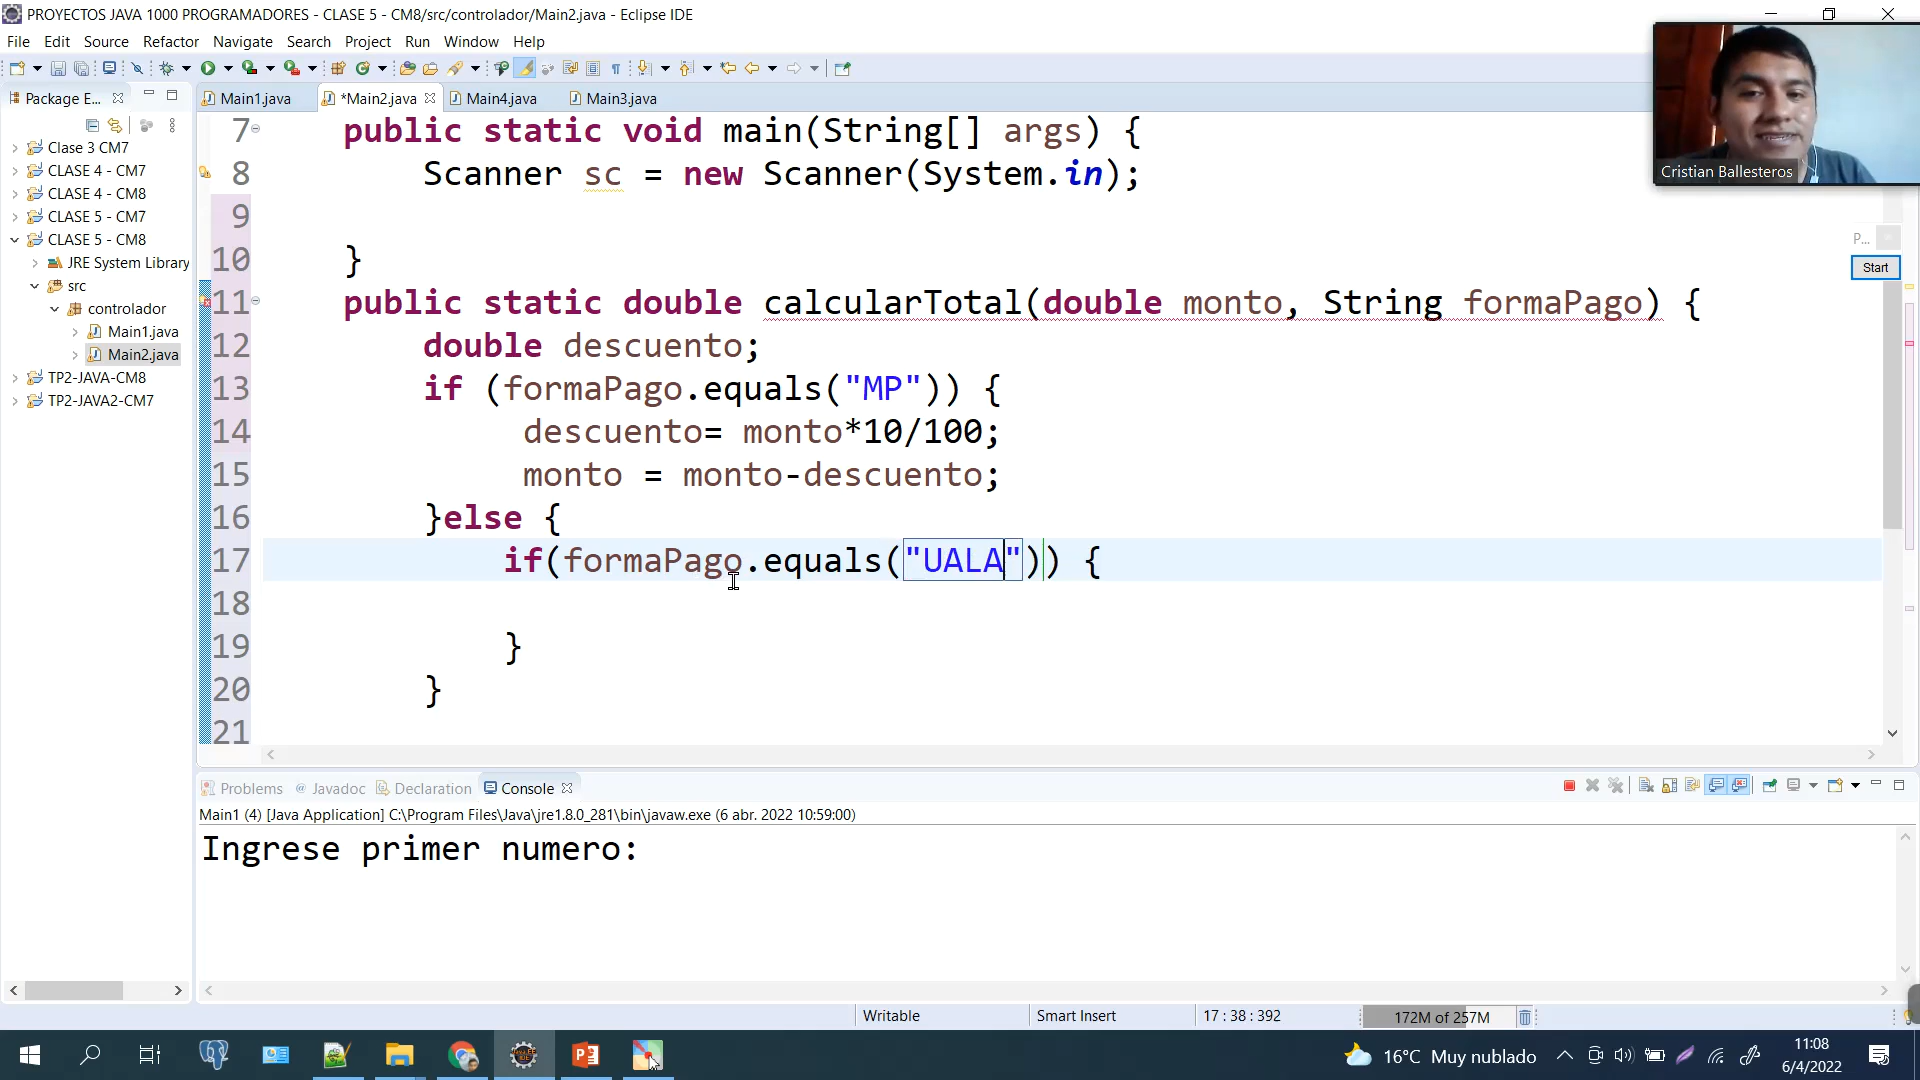 PROYECTOS JAVA 1000 PROGRAMADORES - CLASE 5 - CM8/src/controlador/Main2.java - Eclipse IDE
File Edit Source Refactor Navigate Search Project Run Window Help
Package E...
Main1.java *Main2.java Main4.java Main3.java
Clase 3 CM7
CLASE 4 - CM7
CLASE 4 - CM8
CLASE 5 - CM7
CLASE 5 - CM8
JRE System Library
src
controlador
Main1.java
Main2.java
TP2-JAVA-CM8
TP2-JAVA2-CM7
7 public static void main(String[] args) {
8 Scanner sc = new Scanner(System.in);
9
10 }
11 public static double calcularTotal(double monto, String formaPago) {
12 double descuento;
13 if (formaPago.equals("MP")) {
14 descuento= monto*10/100;
15 monto = monto-descuento;
16 }else {
17 if(formaPago.equals("UALA")) {
18
19 }
20 }
21
Cristian Ballesteros
P...
Start
Problems Javadoc Declaration Console
Main1 (4) [Java Application] C:\Program Files\Java\jre1.8.0_281\bin\javaw.exe (6 abr. 2022 10:59:00)
Ingrese primer numero:
Writable Smart Insert 17 : 38 : 392 172M of 257M
16°C Muy nublado
11:08
6/4/2022